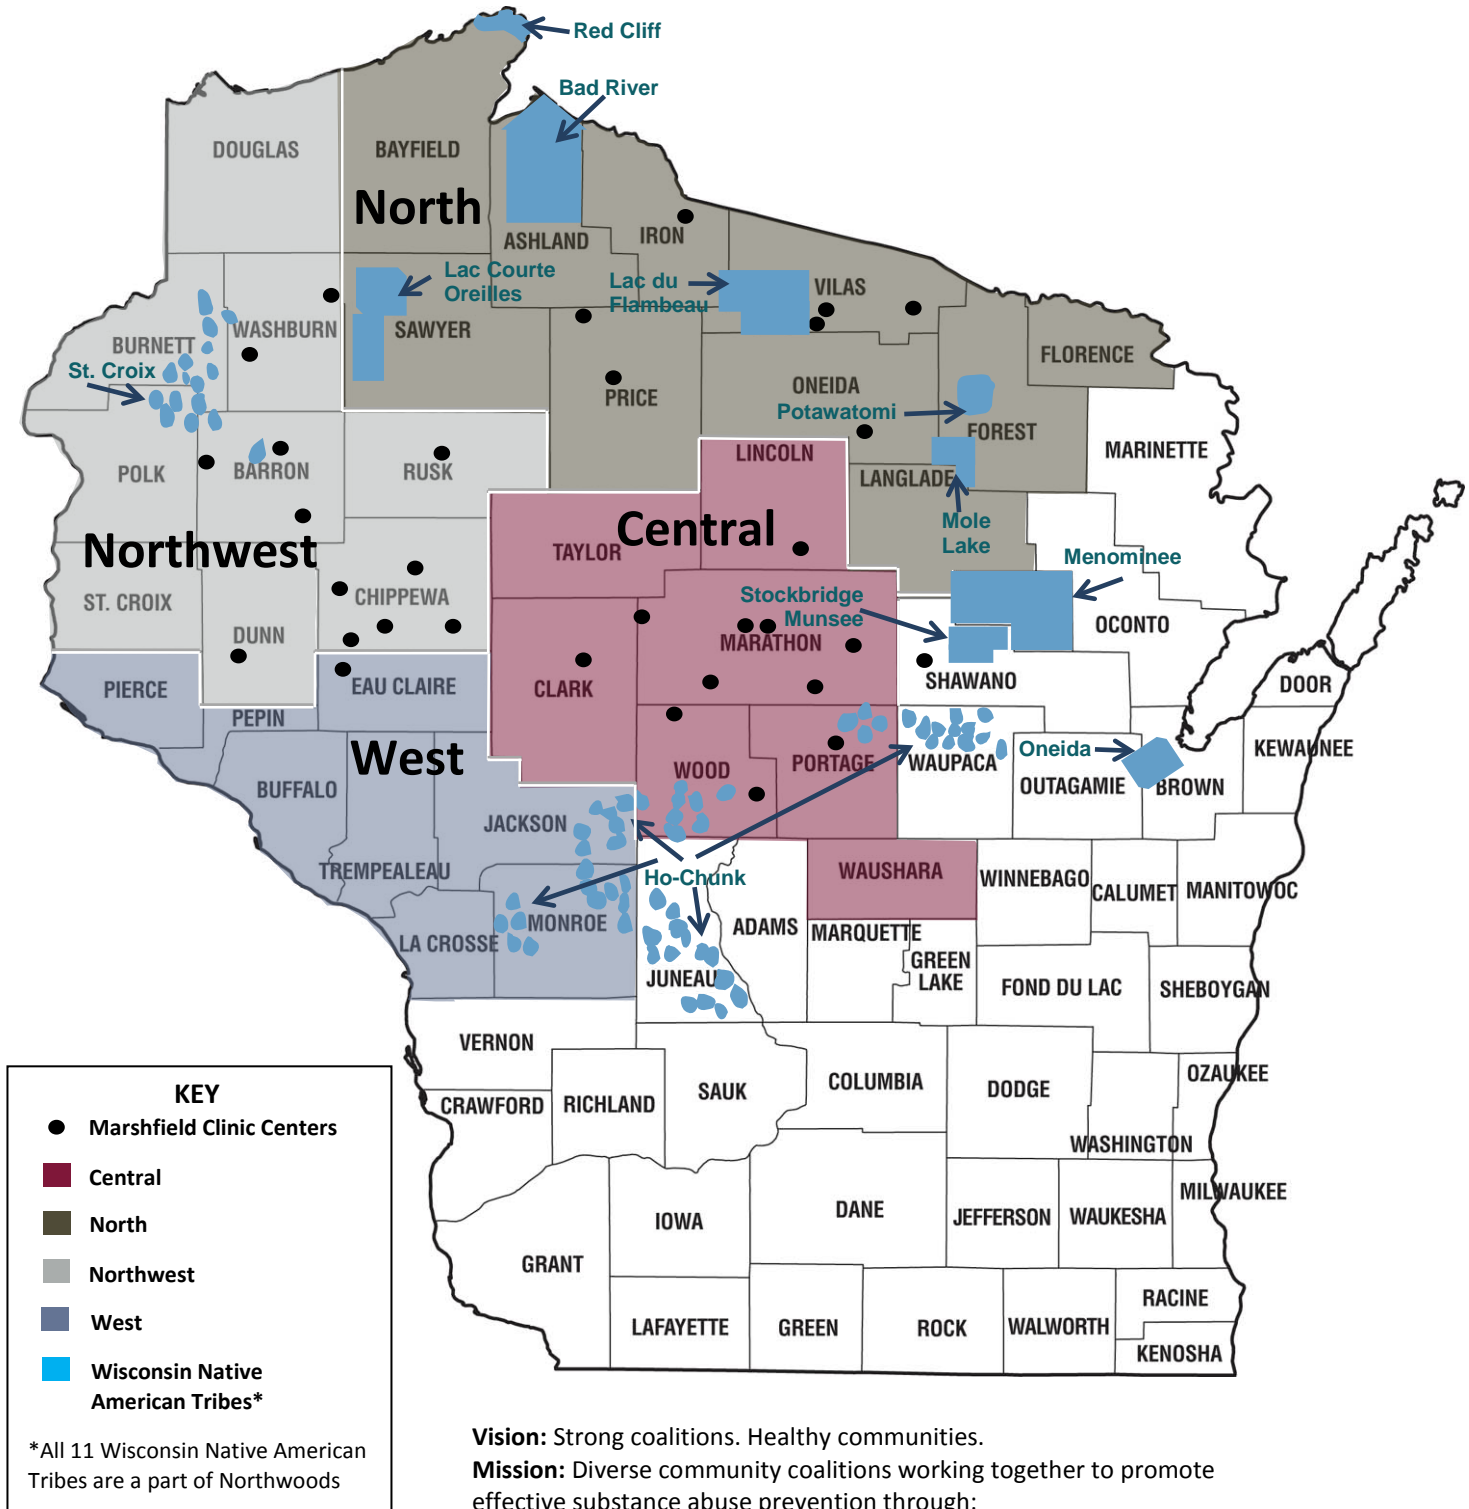 Red Cliff
Bad River
DOUGLAS
BAYFIELD
North
ASHLAND
IRON
Lac Courte
Oreilles
Lac du
Flambeau
VILAS
WASHBURN
SAWYER
BURNETT
FLORENCE
St. Croix
PRICE
ONEIDA
Potawatomi
FOREST
MARINETTE
LINCOLN
POLK
BARRON
RUSK
LANGLADE
Central
Mole
Lake
Northwest
TAYLOR
Menominee
ST. CROIX
CHIPPEWA
Stockbridge
Munsee
DUNN
MARATHON
OCONTO
PIERCE
EAU CLAIRE
CLARK
SHAWANO
DOOR
PEPIN
West
WOOD
PORTAGE
WAUPACA
Oneida
KEWAUNEE
BUFFALO
OUTAGAMIE
BROWN
JACKSON
TREMPEALEAU
Ho-Chunk
WAUSHARA
WINNEBAGO
CALUMET
MANITOWOC
LA CROSSE
MONROE
ADAMS
MARQUETTE
GREEN
LAKE
JUNEAU
FOND DU LAC
SHEBOYGAN
VERNON
CRAWFORD
RICHLAND
SAUK
COLUMBIA
DODGE
OZAUKEE
WASHINGTON
IOWA
DANE
JEFFERSON
WAUKESHA
MILWAUKEE
GRANT
LAFAYETTE
GREEN
ROCK
WALWORTH
RACINE
KENOSHA
KEY
Marshfield Clinic Centers
Central
North
Northwest
West
Wisconsin Native
American Tribes*
*All 11 Wisconsin Native American
Tribes are a part of Northwoods
Vision: Strong coalitions. Healthy communities.
Mission: Diverse community coalitions working together to promote
effective substance abuse prevention through: